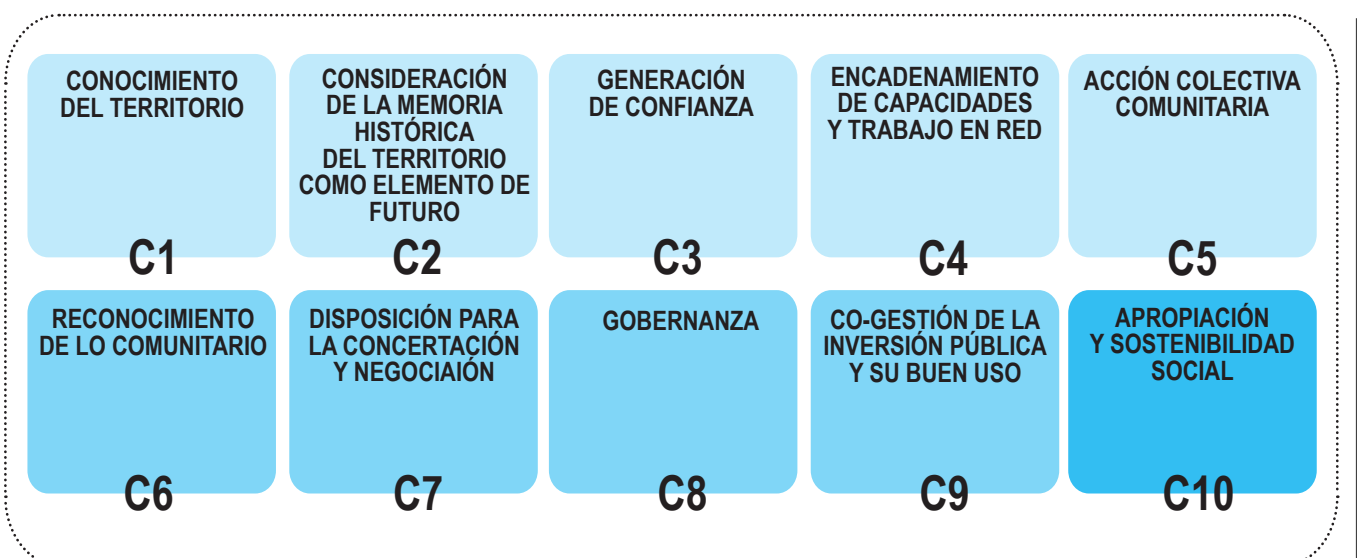 CONOCIMIENTO
DEL TERRITORIO
C1
CONSIDERACIÓN
DE LA MEMORIA
HISTÓRICA
DEL TERRITORIO
COMO ELEMENTO DE
FUTURO
C2
GENERACIÓN
DE CONFIANZA
C3
ENCADENAMIENTO
DE CAPACIDADES
Y TRABAJO EN RED
C4
ACCIÓN COLECTIVA
COMUNITARIA
C5
RECONOCIMIENTO
DE LO COMUNITARIO
C6
DISPOSICIÓN PARA
LA CONCERTACIÓN
Y NEGOCIAIÓN
C7
GOBERNANZA
C8
CO-GESTIÓN DE LA
INVERSIÓN PÚBLICA
Y SU BUEN USO
C9
APROPIACIÓN
Y SOSTENIBILIDAD
SOCIAL
C10